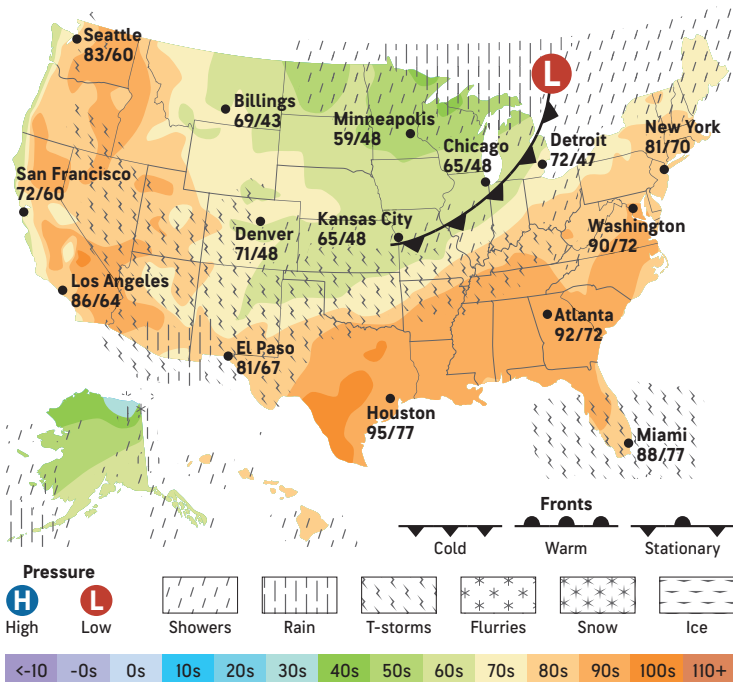 Seattle
83/60
Billings
69/43
Minneapolis
59/48
L
New York
81/70
Chicago
65/48
Detroit
72/47
San Francisco
72/60
Denver
71/48
Kansas City
65/48
Washington
90/72
Los Angeles
86/64
Atlanta
92/72
El Paso
81/67
Houston
95/77
Miami
88/77
Fronts
Cold Warm Stationary
Pressure
H L
High Low Showers Rain T-storms Flurries Snow Ice
<-10 -0s 0s 10s 20s 30s 40s 50s 60s 70s 80s 90s 100s 110+